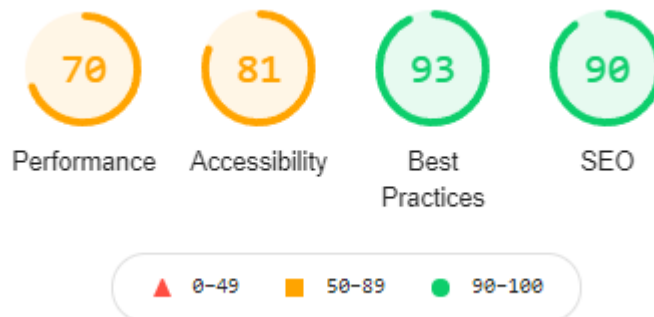 70 81 93 90
Performance Accessibility Best Practices SEO
0–49 50–89 90–100